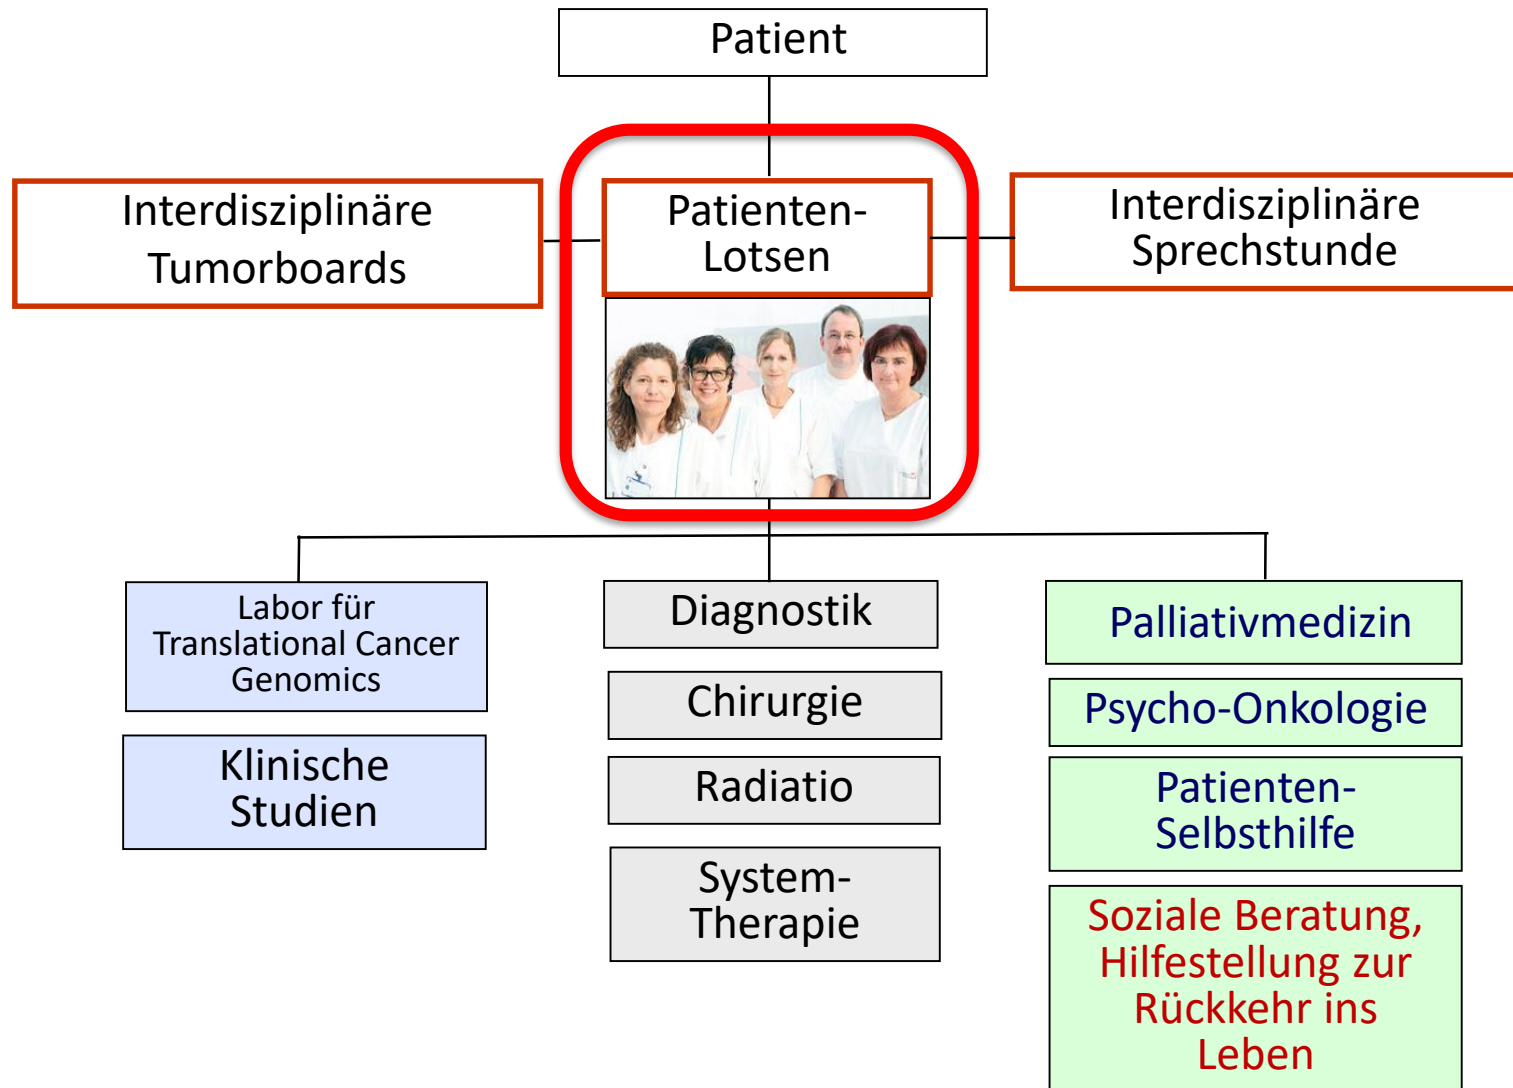 Patient
Interdisziplinäre
Tumorboards
Patienten-
Lotsen
Interdisziplinäre
Sprechstunde
Labor für
Translational Cancer
Genomics
Klinische
Studien
Diagnostik
Chirurgie
Radiatio
System-
Therapie
Palliativmedizin
Psycho-Onkologie
Patienten-
Selbsthilfe
Soziale Beratung,
Hilfestellung zur
Rückkehr ins
Leben